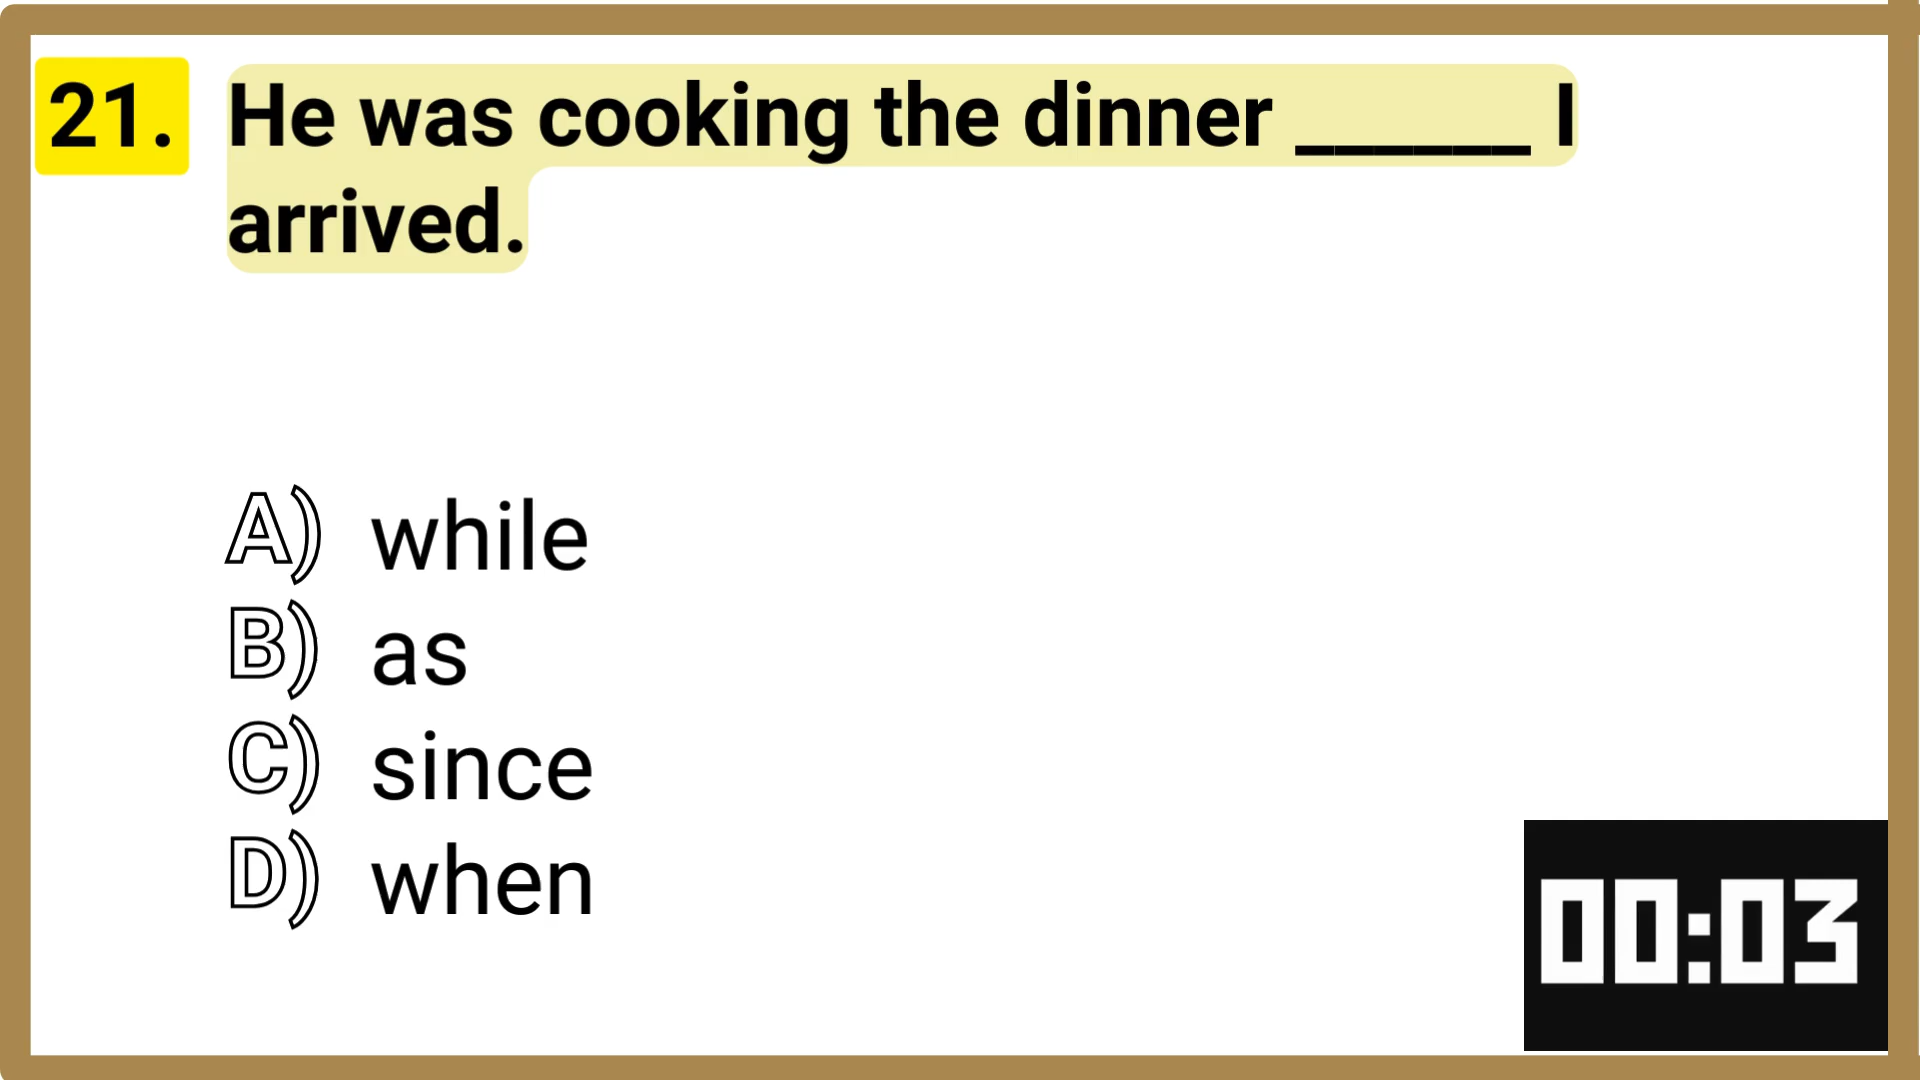 21. He was cooking the dinner ______ I
arrived.
A) while
B) as
C) since
D) when
00:03